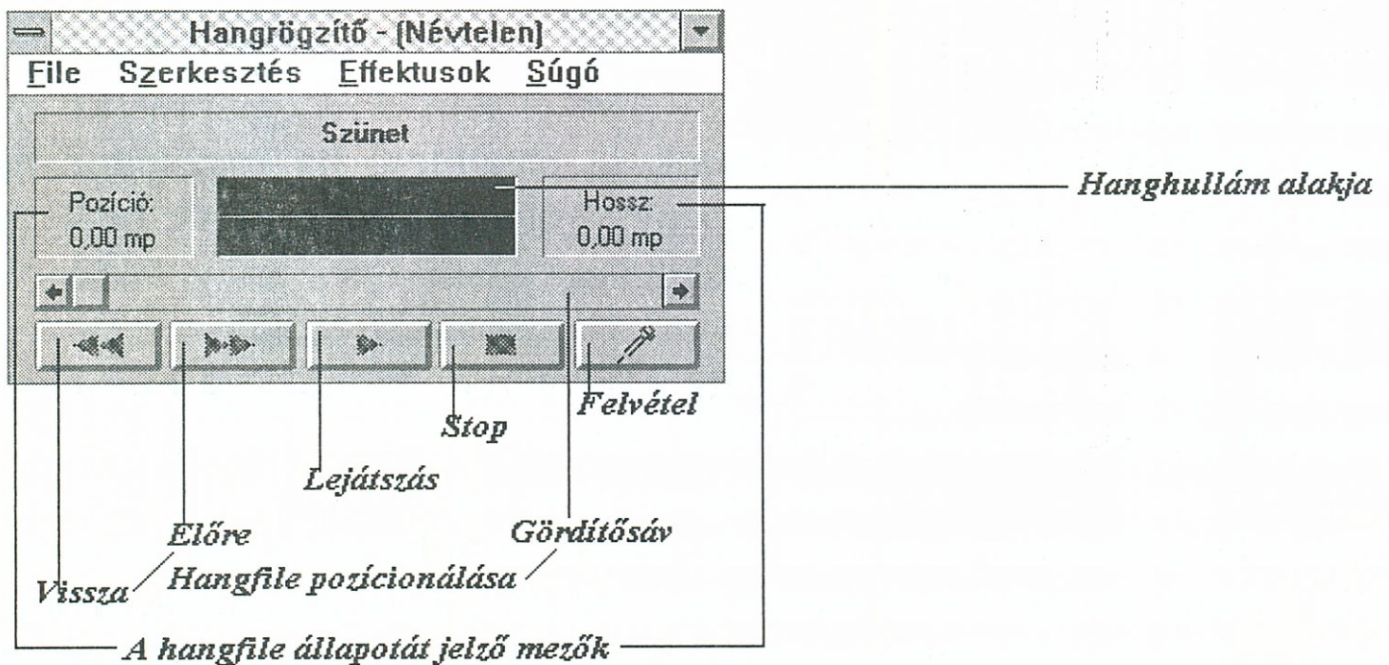 Hangrögzítő - (Névtelen)
File Szerkesztés Effektusok Súgó
Szünet
Pozíció:
0,00 mp
Hossz:
0,00 mp
Hanghullám alakja
Felvétel
Stop
Lejátszás
Előre
Gördítősáv
Vissza
Hangfile pozícionálása
A hangfile állapotát jelző mezők